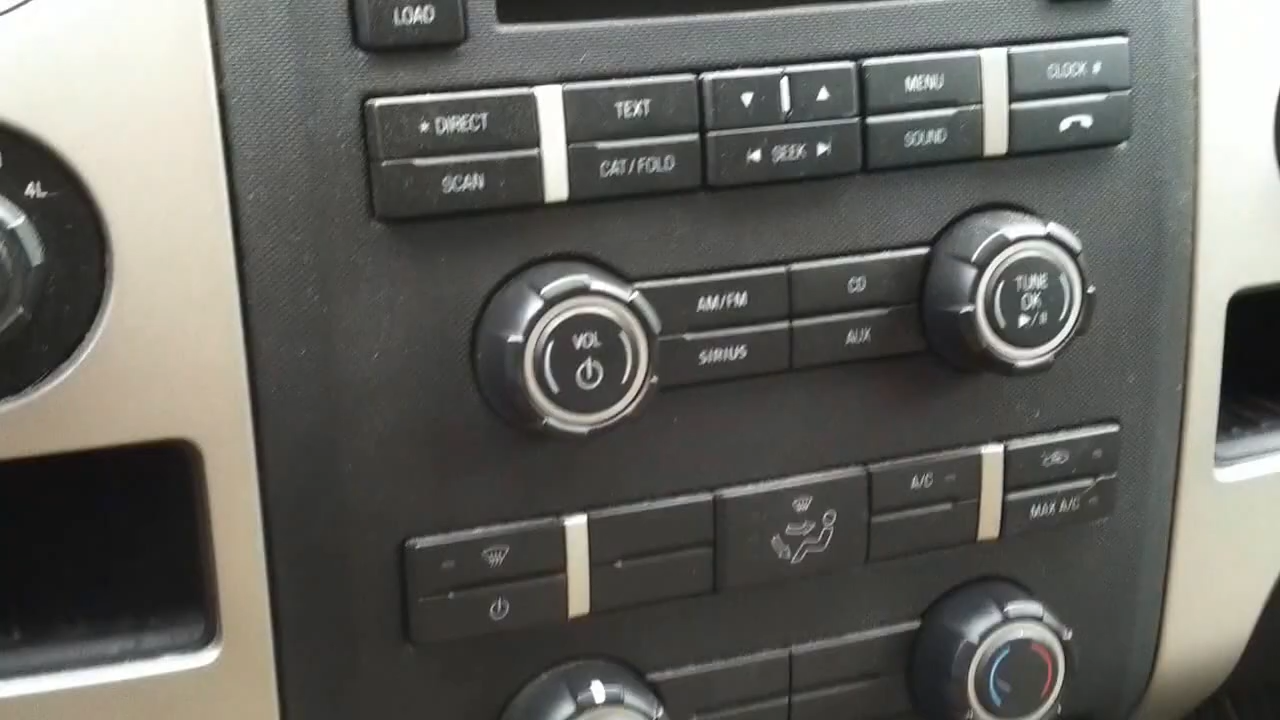 LOAD
* DIRECT
TEXT
▼ ▲
MENU
CLOCK #
SCAN
CAT / FOLD
|◀ SEEK ▶|
SOUND
4L
VOL
AM/FM
CD
TUNE
OK
▶/II
SIRIUS
AUX
A/C
MAX A/C